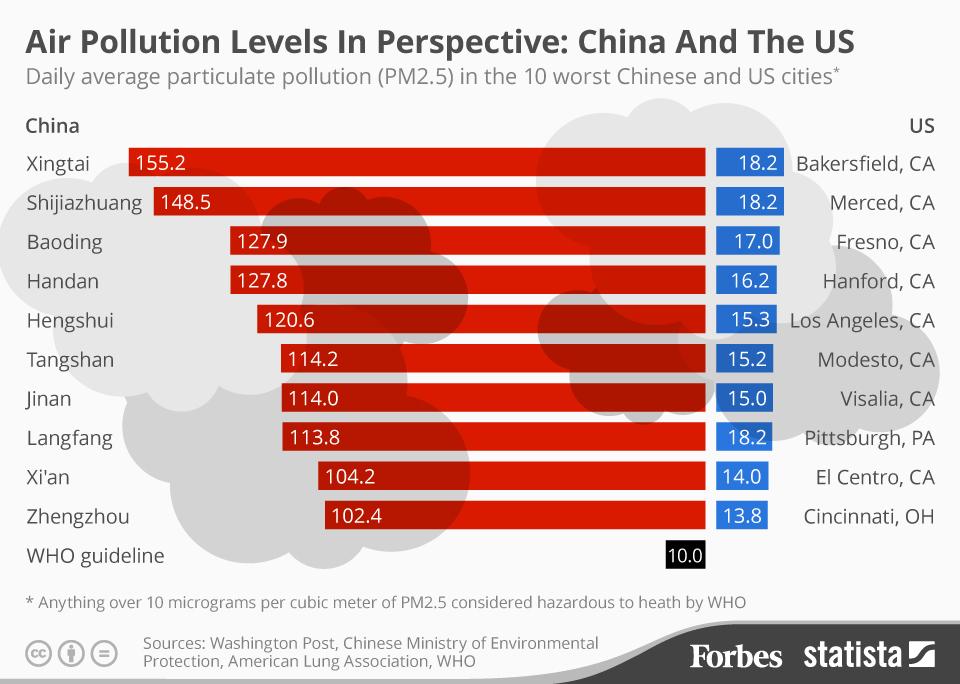 Air Pollution Levels In Perspective: China And The US
Daily average particulate pollution (PM2.5) in the 10 worst Chinese and US cities*
China US
Xingtai 155.2 18.2 Bakersfield, CA
Shijiazhuang 148.5 18.2 Merced, CA
Baoding 127.9 17.0 Fresno, CA
Handan 127.8 16.2 Hanford, CA
Hengshui 120.6 15.3 Los Angeles, CA
Tangshan 114.2 15.2 Modesto, CA
Jinan 114.0 15.0 Visalia, CA
Langfang 113.8 18.2 Pittsburgh, PA
Xi'an 104.2 14.0 El Centro, CA
Zhengzhou 102.4 13.8 Cincinnati, OH
WHO guideline 10.0
* Anything over 10 micrograms per cubic meter of PM2.5 considered hazardous to heath by WHO
Sources: Washington Post, Chinese Ministry of Environmental
Protection, American Lung Association, WHO
cc
Forbes statista